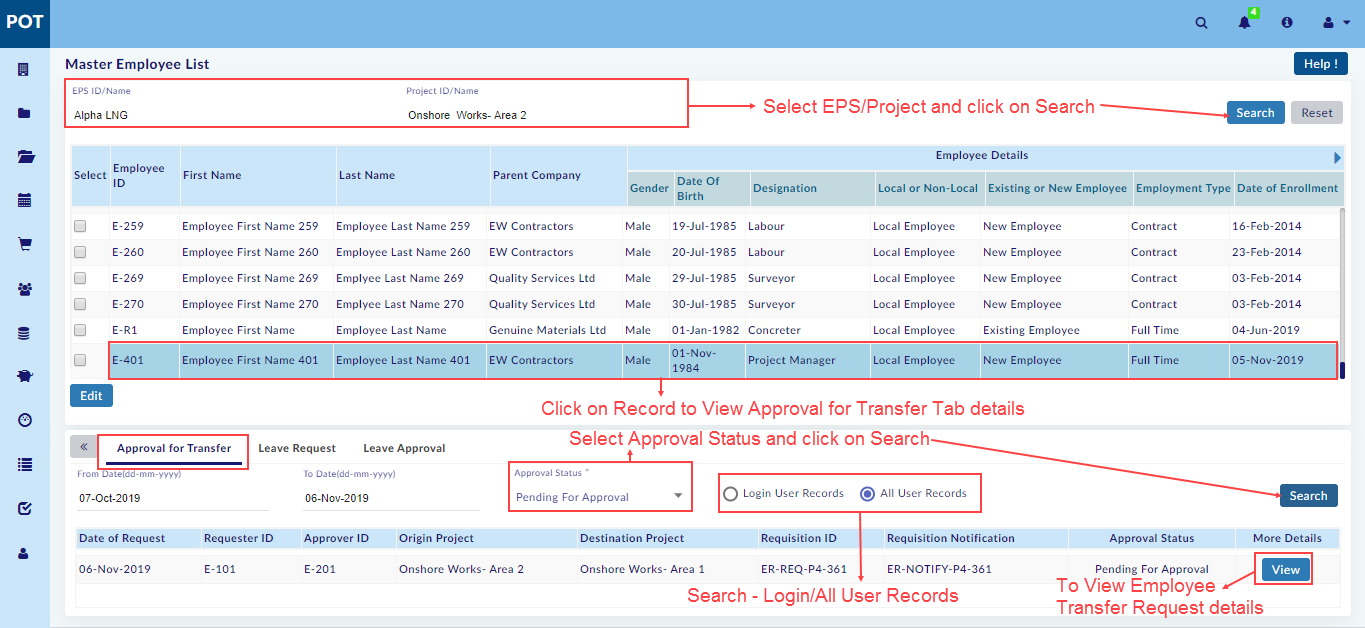 POT
4
Master Employee List
Help !
EPS ID/Name Project ID/Name
Alpha LNG Onshore Works- Area 2
Select EPS/Project and click on Search
Search Reset
Employee Details
Select Employee ID First Name Last Name Parent Company Gender Date Of Birth Designation Local or Non-Local Existing or New Employee Employment Type Date of Enrollment
E-259 Employee First Name 259 Employee Last Name 259 EW Contractors Male 19-Jul-1985 Labour Local Employee New Employee Contract 16-Feb-2014
E-260 Employee First Name 260 Employee Last Name 260 EW Contractors Male 20-Jul-1985 Labour Local Employee New Employee Contract 23-Feb-2014
E-269 Employee First Name 269 Emplyee Last Name 269 Quality Services Ltd Male 29-Jul-1985 Surveyor Local Employee New Employee Contract 03-Feb-2014
E-270 Employee First Name 270 Emplyee Last Name 270 Quality Services Ltd Male 30-Jul-1985 Surveyor Local Employee New Employee Contract 03-Feb-2014
E-R1 Employee First Name Employee Last Name Genuine Materials Ltd Male 01-Jan-1982 Concreter Local Employee Existing Employee Full Time 04-Jun-2019
E-401 Employee First Name 401 Employee Last Name 401 EW Contractors Male 01-Nov-1984 Project Manager Local Employee New Employee Full Time 05-Nov-2019
Edit
Click on Record to View Approval for Transfer Tab details
Select Approval Status and click on Search
« Approval for Transfer Leave Request Leave Approval
From Date(dd-mm-yyyy) To Date(dd-mm-yyyy) Approval Status *
07-Oct-2019 06-Nov-2019 Pending For Approval Login User Records All User Records Search
Date of Request Requester ID Approver ID Origin Project Destination Project Requisition ID Requisition Notification Approval Status More Details
06-Nov-2019 E-101 E-201 Onshore Works- Area 2 Onshore Works- Area 1 ER-REQ-P4-361 ER-NOTIFY-P4-361 Pending For Approval View
Search - Login/All User Records
To View Employee
Transfer Request details